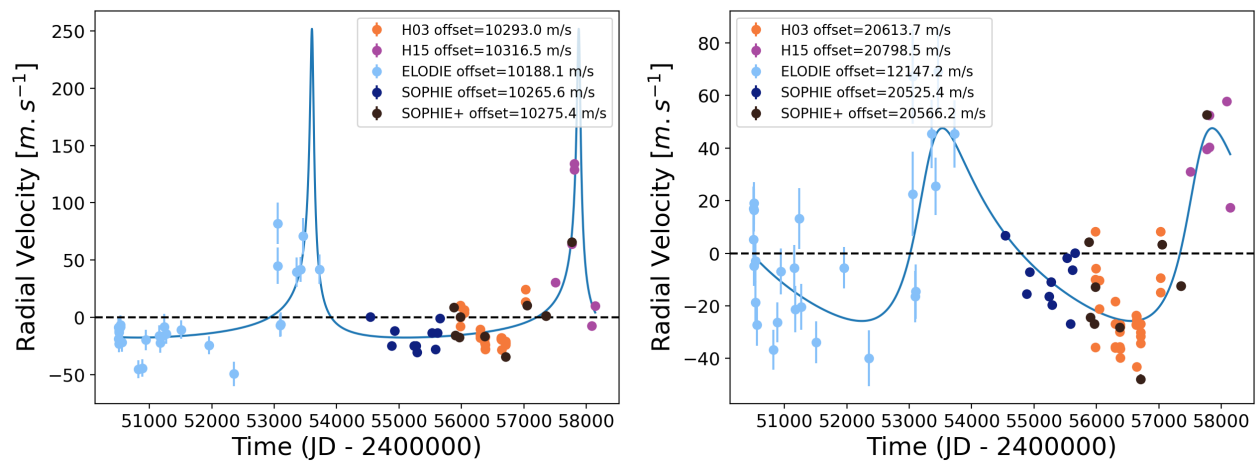 H03 offset=10293.0 m/s
H15 offset=10316.5 m/s
ELODIE offset=10188.1 m/s
SOPHIE offset=10265.6 m/s
SOPHIE+ offset=10275.4 m/s
Radial Velocity [m.s⁻¹]
250
200
150
100
50
0
−50
51000 52000 53000 54000 55000 56000 57000 58000
Time (JD - 2400000)
H03 offset=20613.7 m/s
H15 offset=20798.5 m/s
ELODIE offset=12147.2 m/s
SOPHIE offset=20525.4 m/s
SOPHIE+ offset=20566.2 m/s
Radial Velocity [m.s⁻¹]
80
60
40
20
0
−20
−40
51000 52000 53000 54000 55000 56000 57000 58000
Time (JD - 2400000)